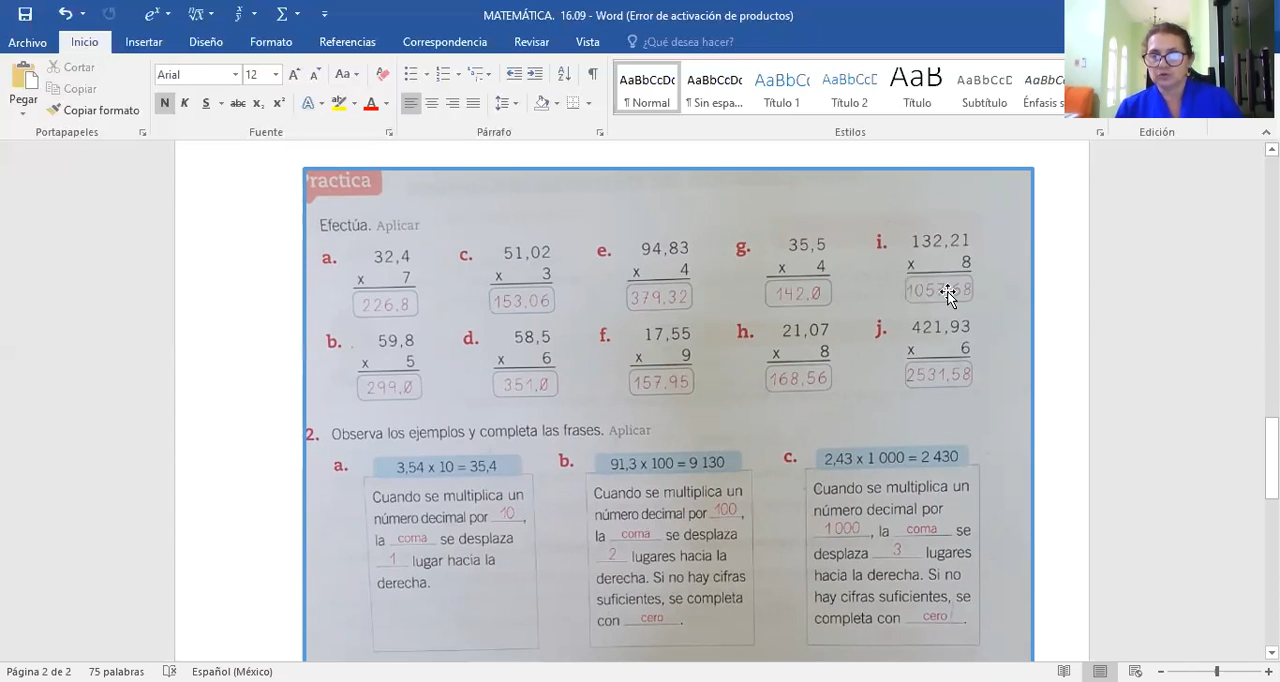 MATEMÁTICA. 16.09 - Word (Error de activación de productos)
Archivo Inicio Insertar Diseño Formato Referencias Correspondencia Revisar Vista ¿Qué desea hacer?
Pegar
Cortar
Copiar
Copiar formato
Portapapeles
Arial 12
N K S abc x₂ x²
Fuente
Párrafo
AaBbCcDc AaBbCcDc AaBbCc AaBbCcD AaB AaBbCcD AaBbCc
¶ Normal ¶ Sin espa... Título 1 Título 2 Título Subtítulo Énfasis s
Estilos
Edición
ractica
Efectúa. Aplicar
a. 32,4
x 7
226,8
c. 51,02
x 3
153,06
e. 94,83
x 4
379,32
g. 35,5
x 4
142,0
i. 132,21
x 8
b. 59,8
x 5
299,0
d. 58,5
x 6
351,0
f. 17,55
x 9
157,95
h. 21,07
x 8
168,56
j. 421,93
x 6
2531,58
2. Observa los ejemplos y completa las frases. Aplicar
a. 3,54 x 10 = 35,4
Cuando se multiplica un
número decimal por 10,
la coma se desplaza
1 lugar hacia la
derecha.
b. 91,3 x 100 = 9 130
Cuando se multiplica un
número decimal por 100,
la coma se desplaza
2 lugares hacia la
derecha. Si no hay cifras
suficientes, se completa
con cero.
c. 2,43 x 1 000 = 2 430
Cuando se multiplica un
número decimal por
1 000, la coma se
desplaza 3 lugares
hacia la derecha. Si no
hay cifras suficientes, se
completa con cero.
Página 2 de 2 75 palabras Español (México)